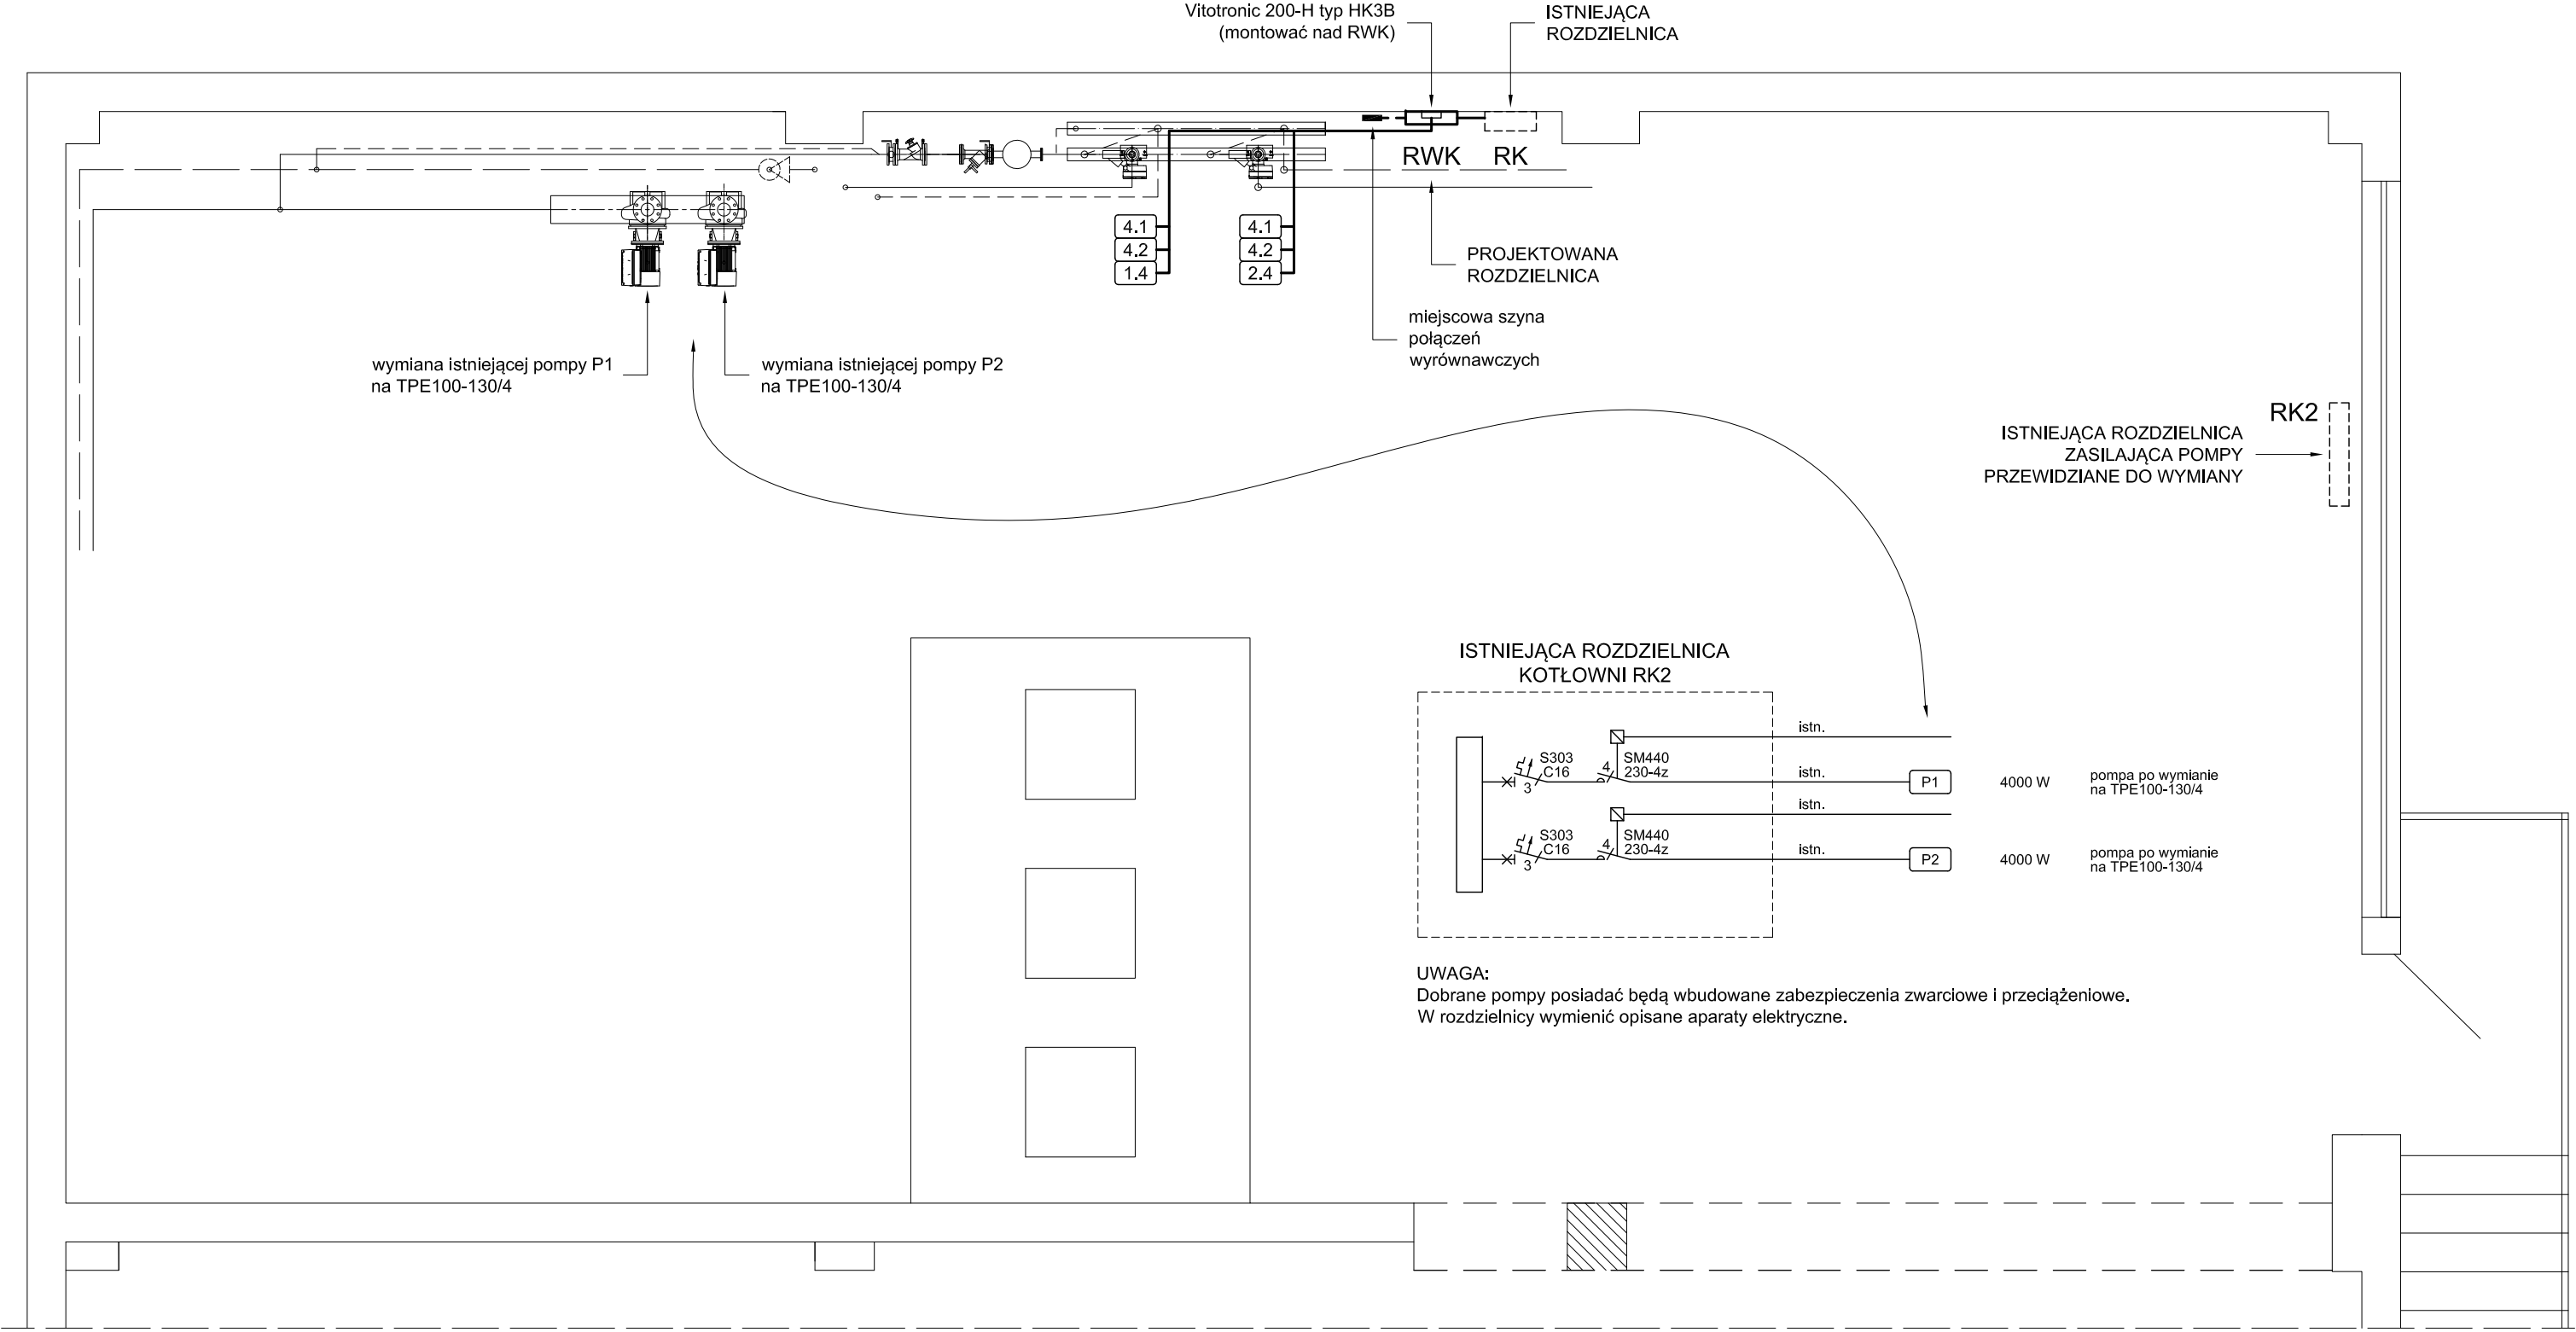 Vitotronic 200-H typ HK3B
(montować nad RWK)
ISTNIEJĄCA
ROZDZIELNICA
RWK
RK
4.1
4.2
1.4
4.1
4.2
2.4
PROJEKTOWANA
ROZDZIELNICA
miejscowa szyna
połączeń
wyrównawczych
wymiana istniejącej pompy P1
na TPE100-130/4
wymiana istniejącej pompy P2
na TPE100-130/4
RK2
ISTNIEJĄCA ROZDZIELNICA
ZASILAJĄCA POMPY
PRZEWIDZIANE DO WYMIANY
ISTNIEJĄCA ROZDZIELNICA
KOTŁOWNI RK2
istn.
S303
C16
3
4
SM440
230-4z
istn.
P1
4000 W
pompa po wymianie
na TPE100-130/4
istn.
S303
C16
3
4
SM440
230-4z
istn.
P2
4000 W
pompa po wymianie
na TPE100-130/4
UWAGA:
Dobrane pompy posiadać będą wbudowane zabezpieczenia zwarciowe i przeciążeniowe.
W rozdzielnicy wymienić opisane aparaty elektryczne.